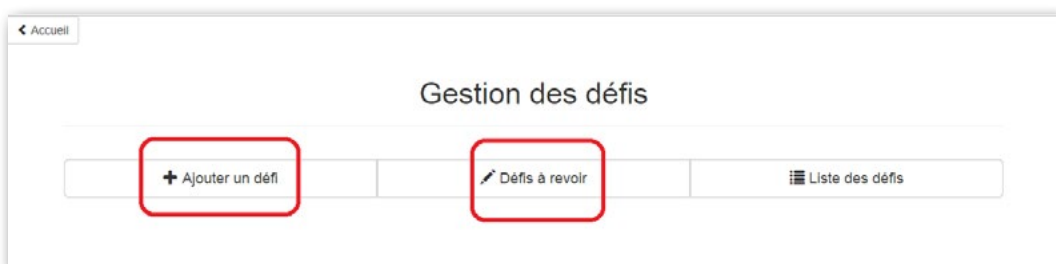 Accueil
Gestion des défis
Ajouter un défi Défis à revoir Liste des défis